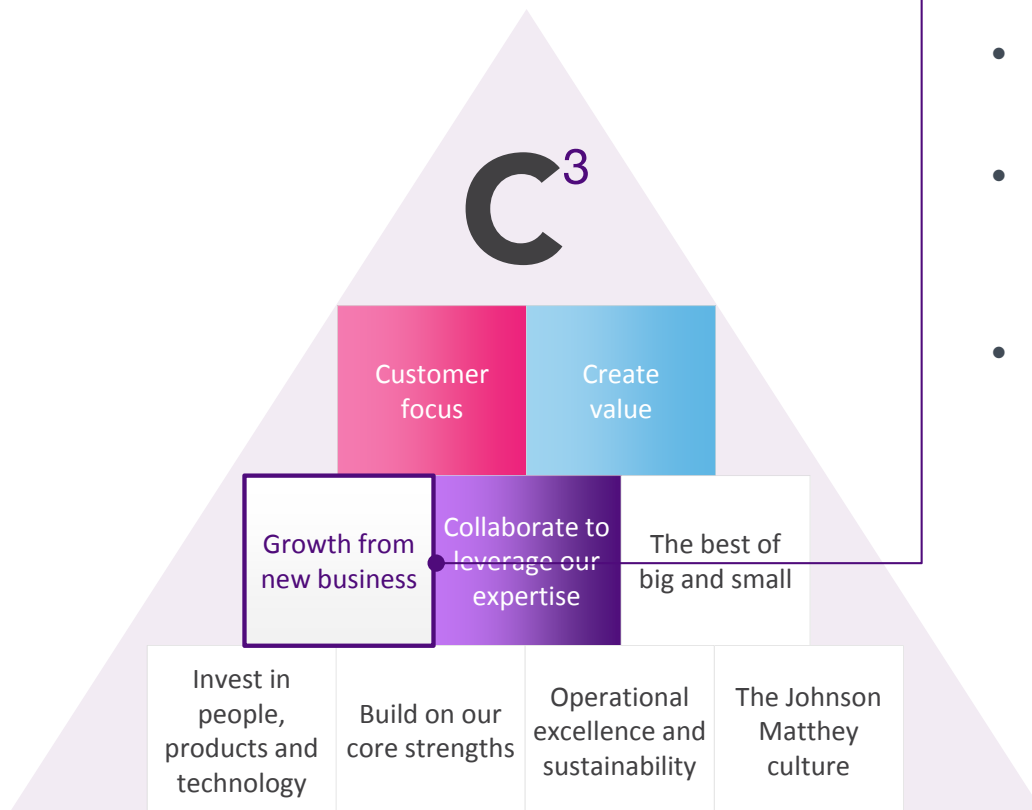 C³
Customer
focus
Create
value
Growth from
new business
Collaborate to
leverage our
expertise
The best of
big and small
Invest in
people,
products and
technology
Build on our
core strengths
Operational
excellence and
sustainability
The Johnson
Matthey
culture